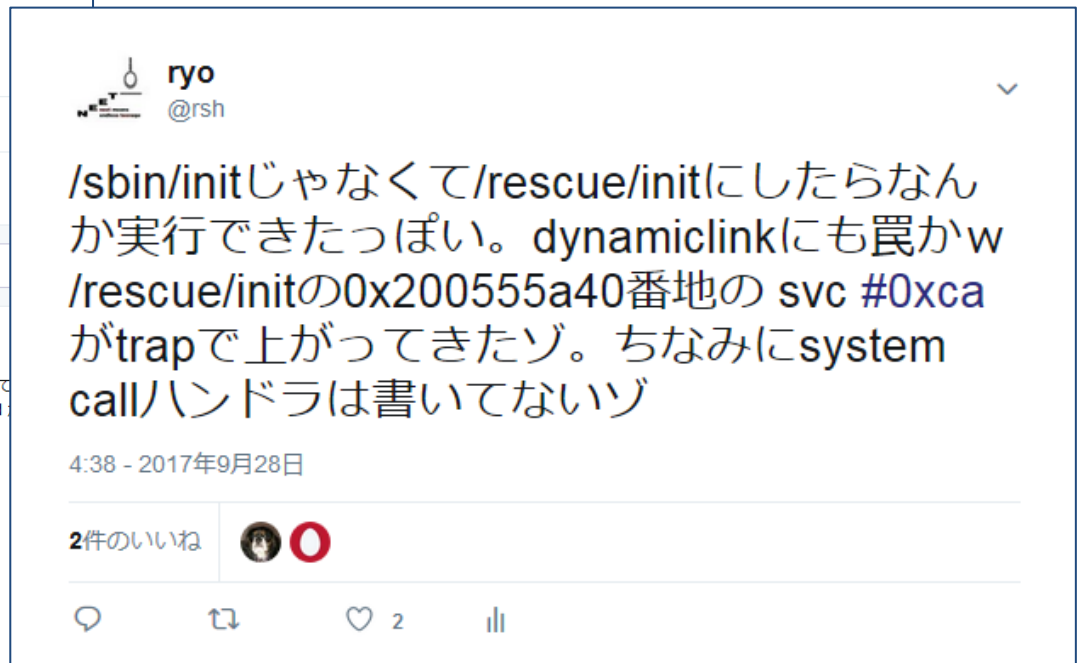 ryo
@rsh
NEET
/sbin/initじゃなくて/rescue/initにしたらなん
か実行できたっぽい。dynamiclinkにも罠かｗ
/rescue/initの0x200555a40番地の svc #0xca
がtrapで上がってきたゾ。ちなみにsystem
callハンドラは書いてないゾ
4:38 - 2017年9月28日
2件のいいね
2